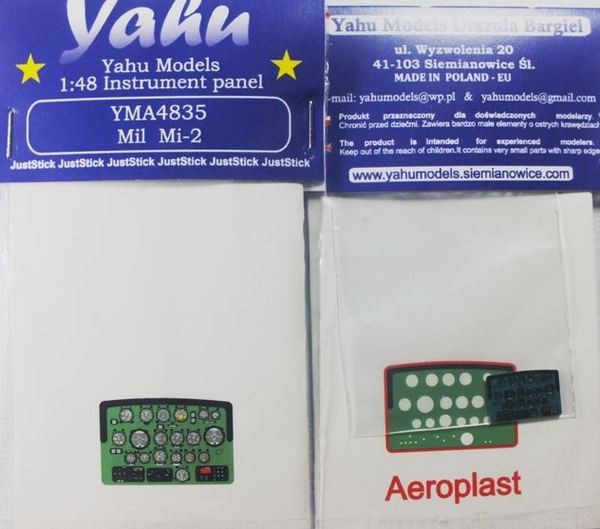 Yahu
Yahu Models
1:48 Instrument panel
YMA4835
Mil Mi-2
JustStick JustStick JustStick JustStick JustStick JustStick
Yahu Models Urszula Bargiel
ul. Wyzwolenia 20
41-103 Siemianowice Śl.
MADE IN POLAND - EU
-mail: yahumodels@wp.pl & yahumodels@gmail.com
Produkt przeznaczony dla doświadczonych modelarzy
Chronić przed dziećmi. Zawiera bardzo małe elementy o ostrych krawędziach
The product is intended for experienced modelers.
Keep out of the reach of children.It contains very small parts with sharp edge
www.yahumodels.siemianowice.com
Aeroplast